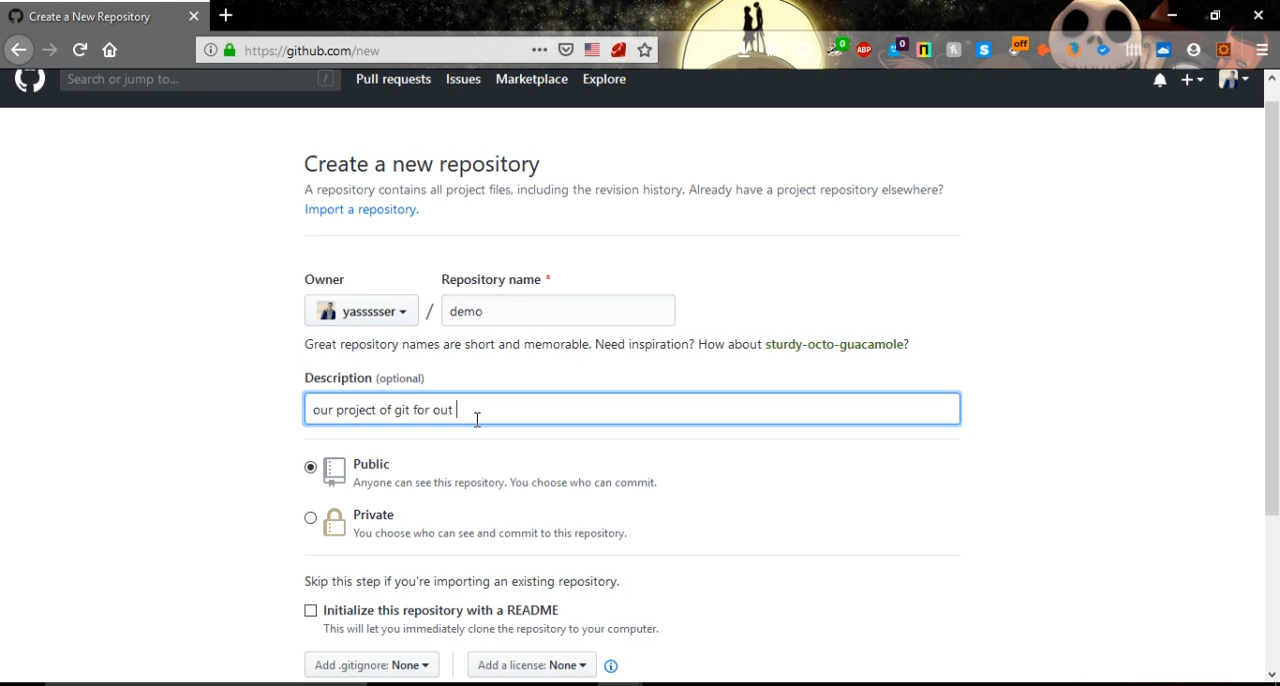 Create a New Repository
https://github.com/new
0
ABP
0
off
Search or jump to...
/
Pull requests
Issues
Marketplace
Explore
Create a new repository
A repository contains all project files, including the revision history. Already have a project repository elsewhere?
Import a repository.
Owner
Repository name *
yassssser
/
demo
Great repository names are short and memorable. Need inspiration? How about sturdy-octo-guacamole?
Description (optional)
our project of git for out
Public
Anyone can see this repository. You choose who can commit.
Private
You choose who can see and commit to this repository.
Skip this step if you're importing an existing repository.
Initialize this repository with a README
This will let you immediately clone the repository to your computer.
Add .gitignore: None
Add a license: None